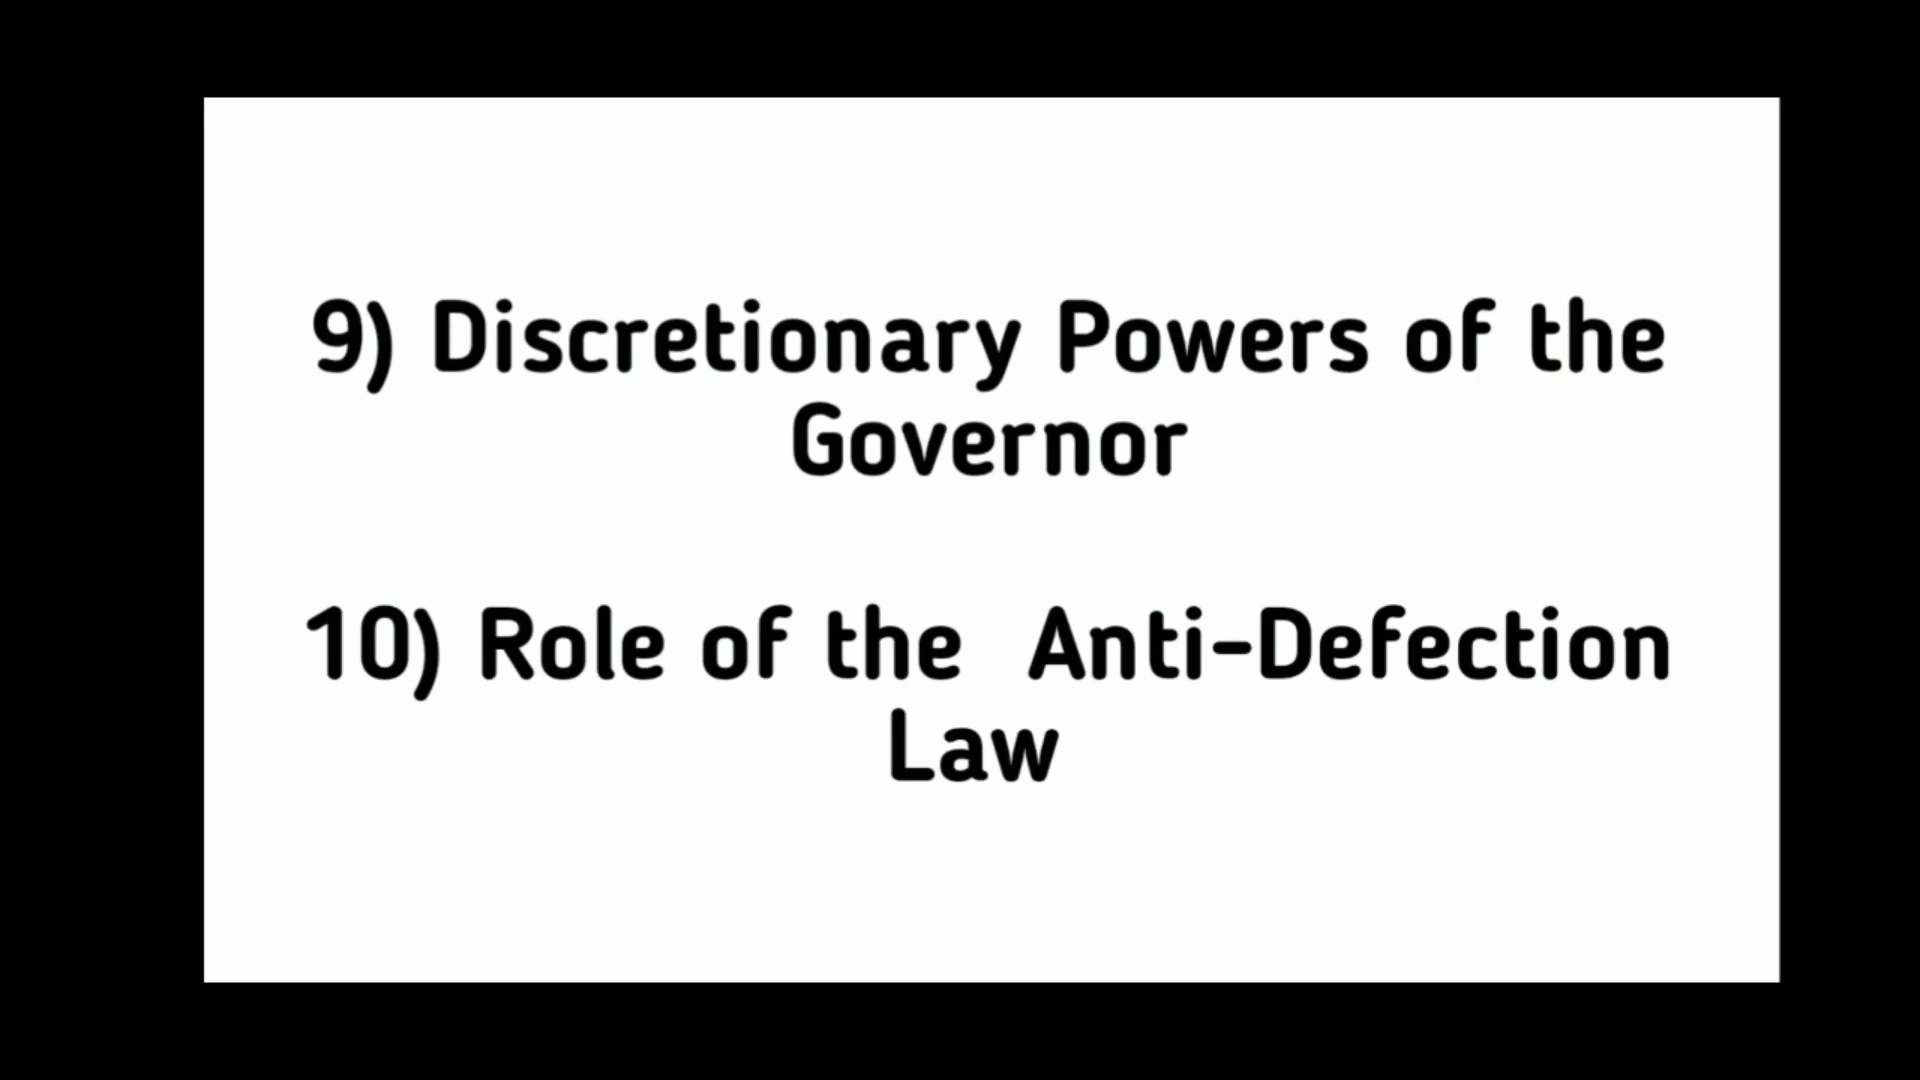 9) Discretionary Powers of the
Governor
10) Role of the  Anti-Defection
Law